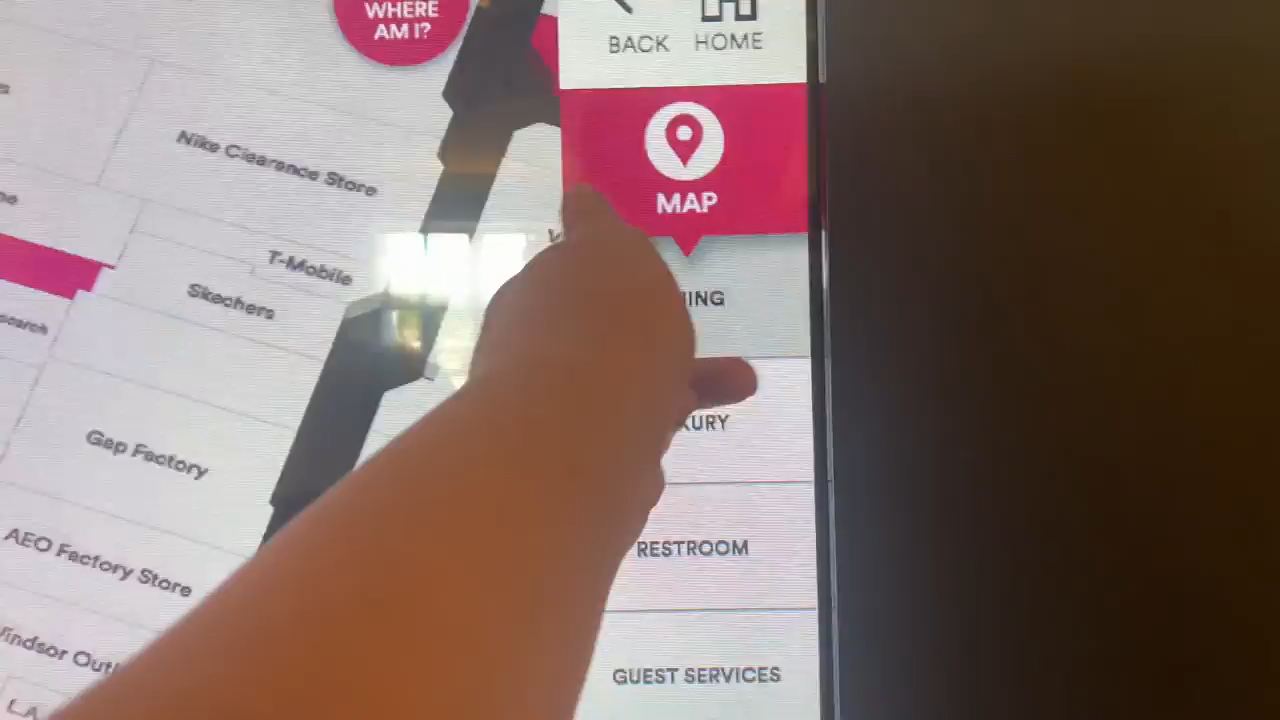 WHERE
AM I?
BACK
HOME
MAP
Nike Clearance Store
T-Mobile
Skechers
Gap Factory
AEO Factory Store
RESTROOM
GUEST SERVICES